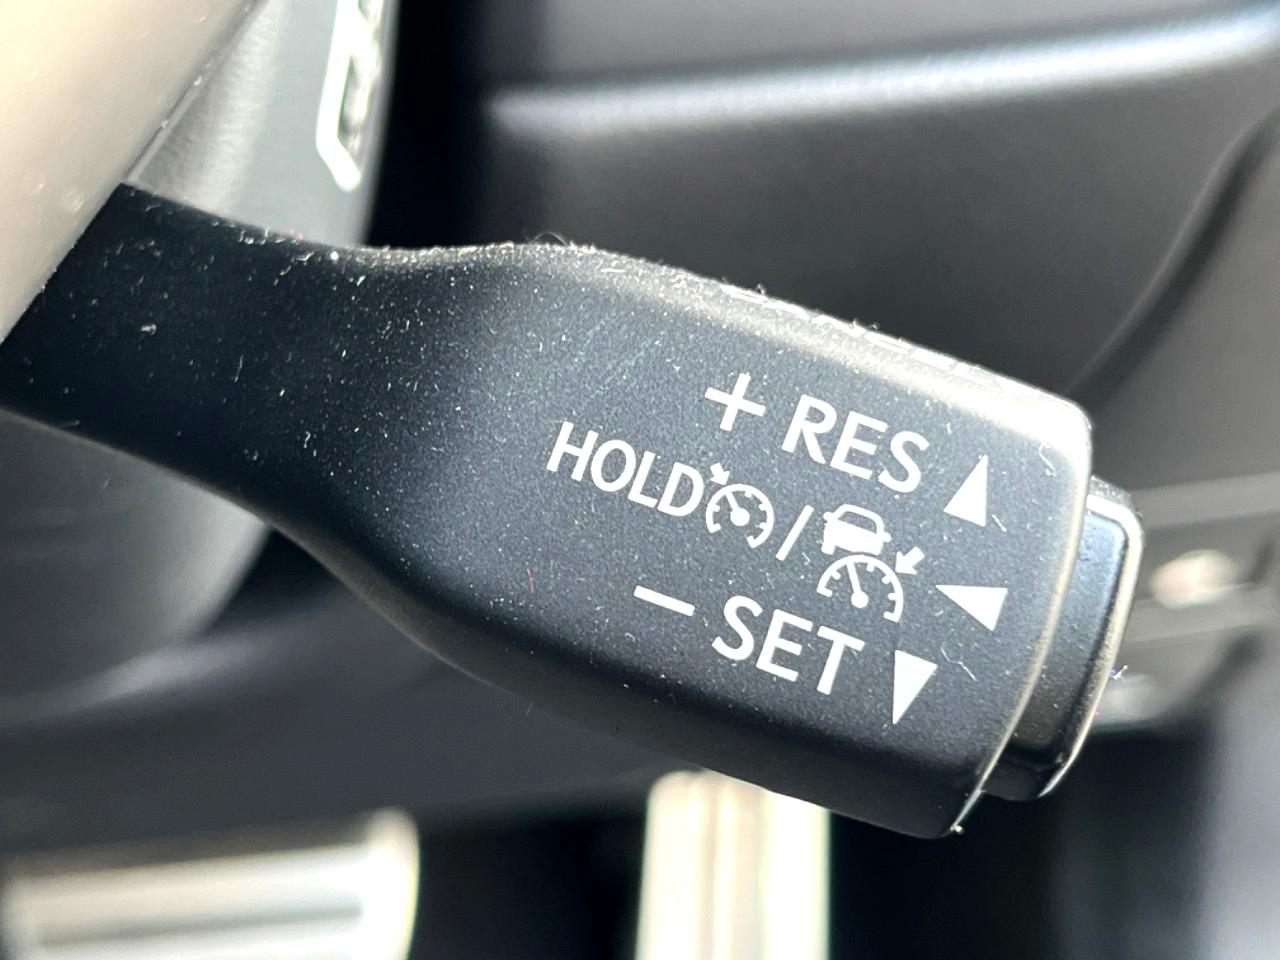 + RES
HOLD /
− SET